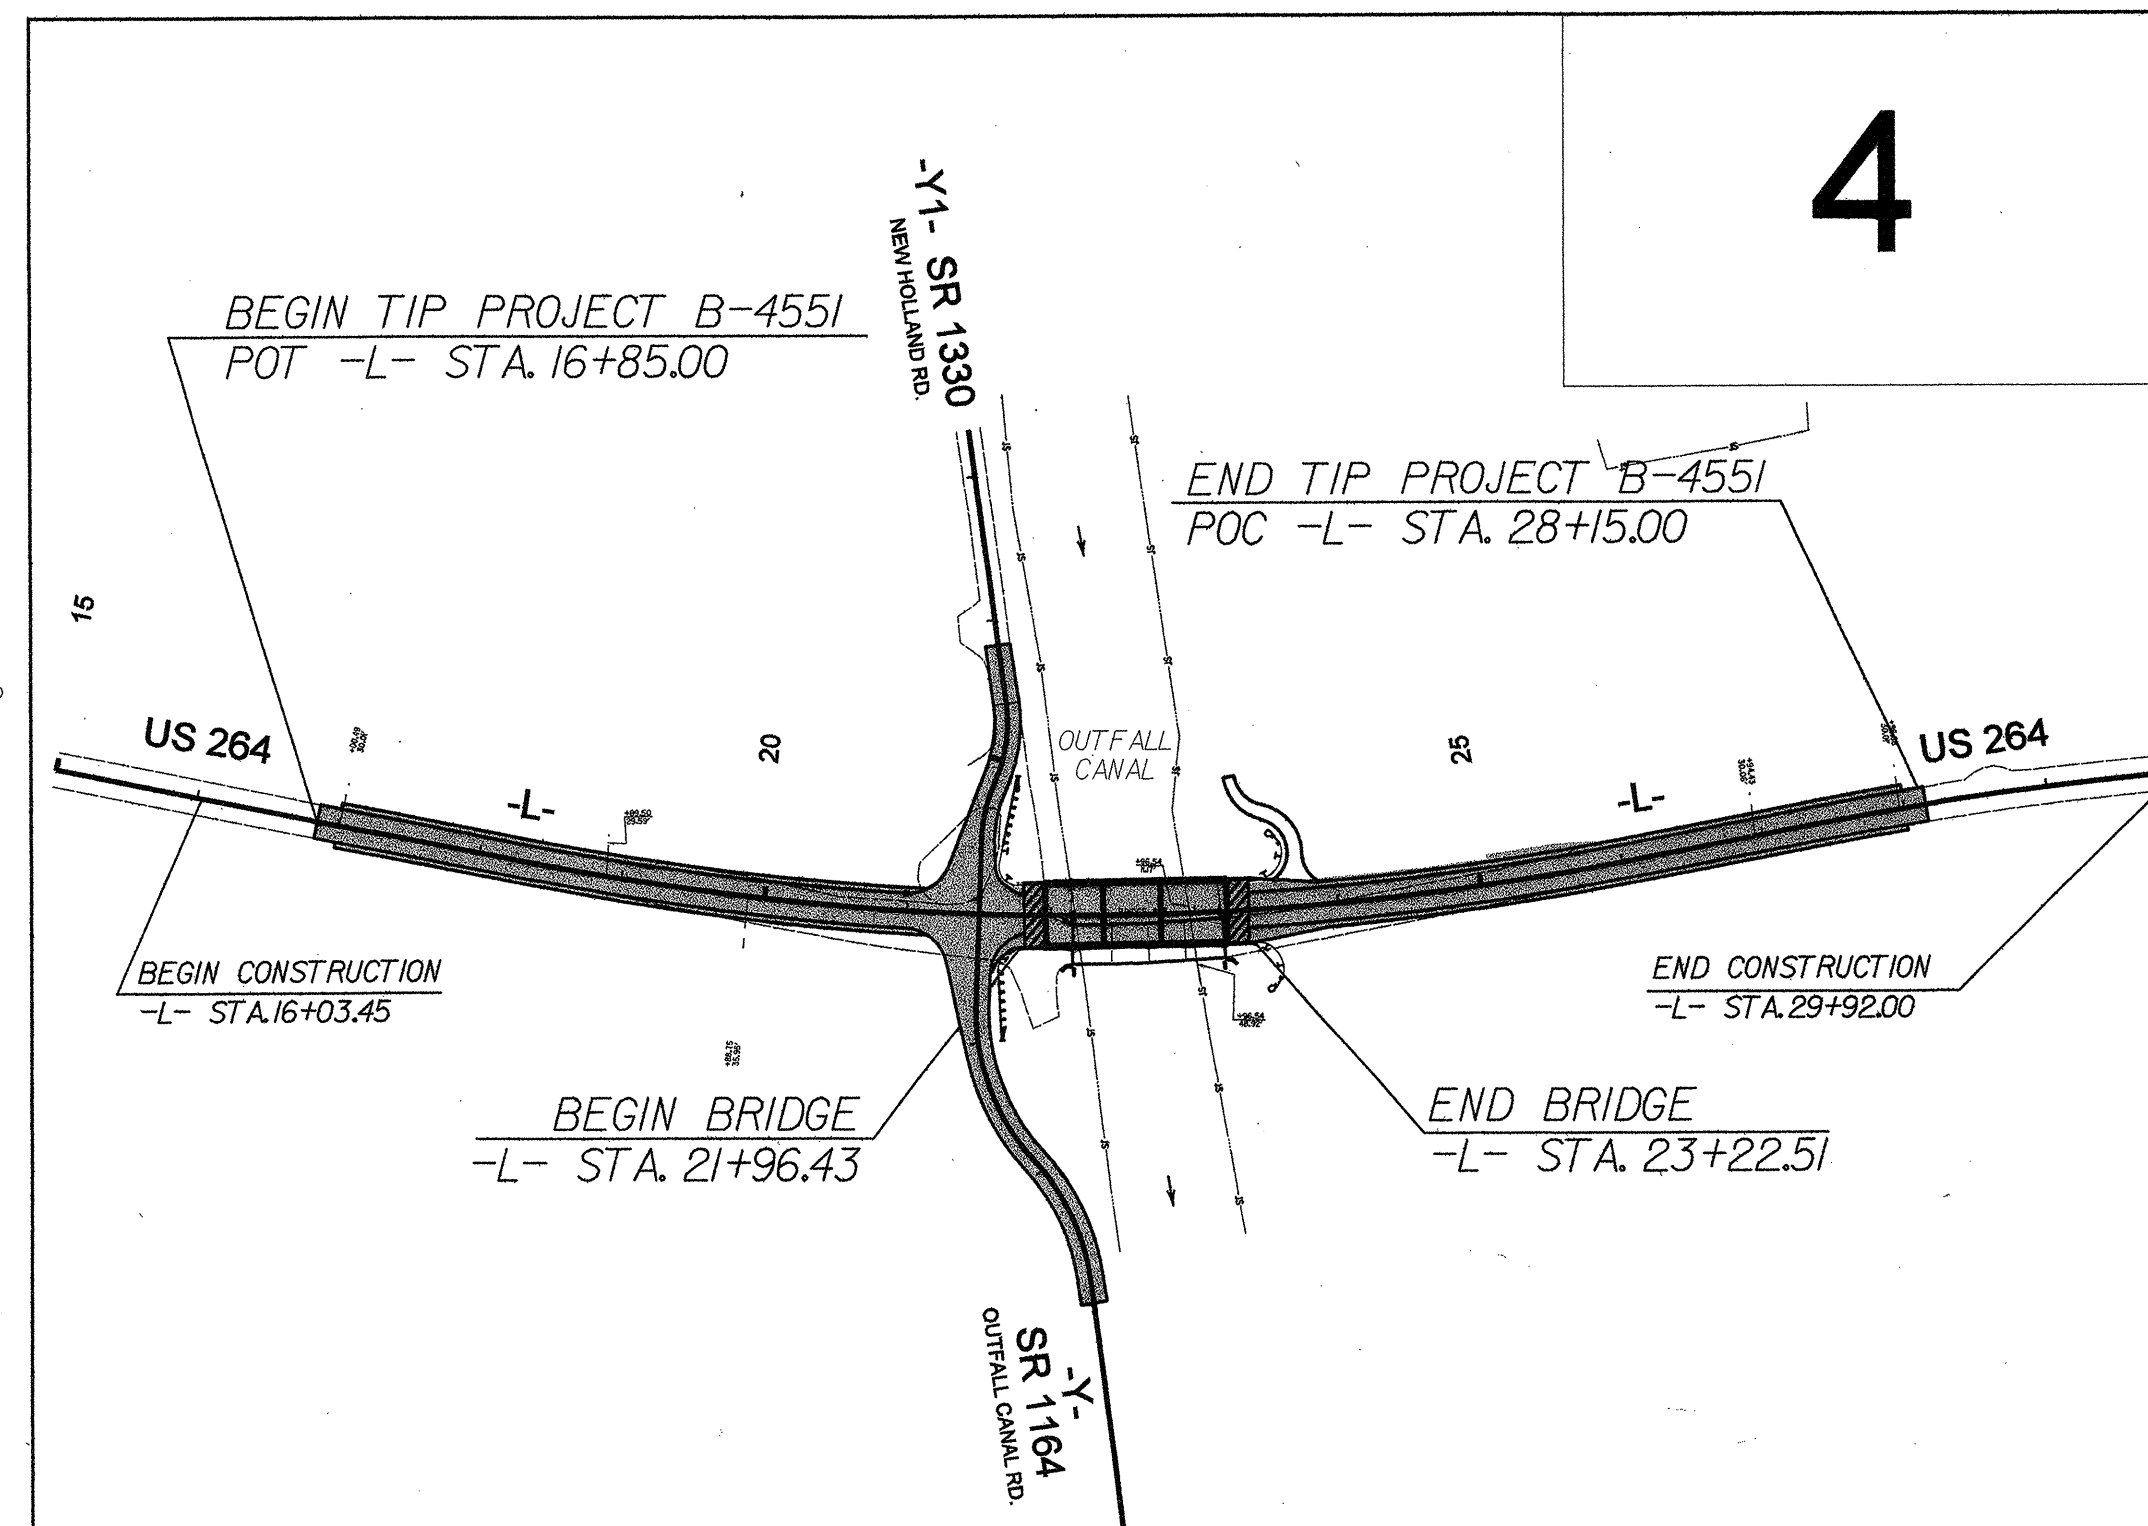 4
-Y1- SR 1330
NEW HOLLAND RD.
BEGIN TIP PROJECT B-4551
POT -L- STA. 16+85.00
END TIP PROJECT B-4551
POC -L- STA. 28+15.00
15
US 264
20
OUTFALL
CANAL
25
US 264
-L-
-L-
BEGIN CONSTRUCTION
-L- STA.16+03.45
END CONSTRUCTION
-L- STA.29+92.00
BEGIN BRIDGE
-L- STA. 21+96.43
END BRIDGE
-L- STA. 23+22.51
-Y-
SR 1164
OUTFALL CANAL RD.